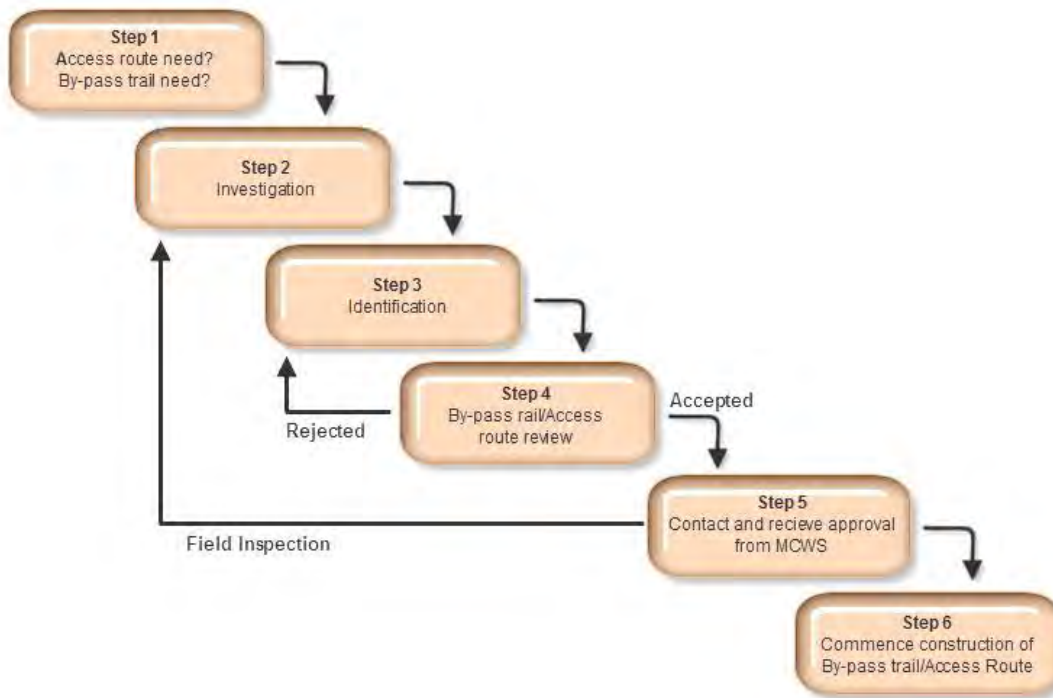 Step 1
Access route need?
By-pass trail need?
Step 2
Investigation
Step 3
Identification
Step 4
By-pass rail/Access
route review
Accepted
Rejected
Step 5
Contact and recieve approval
from MCWS
Field Inspection
Step 6
Commence construction of
By-pass trail/Access Route